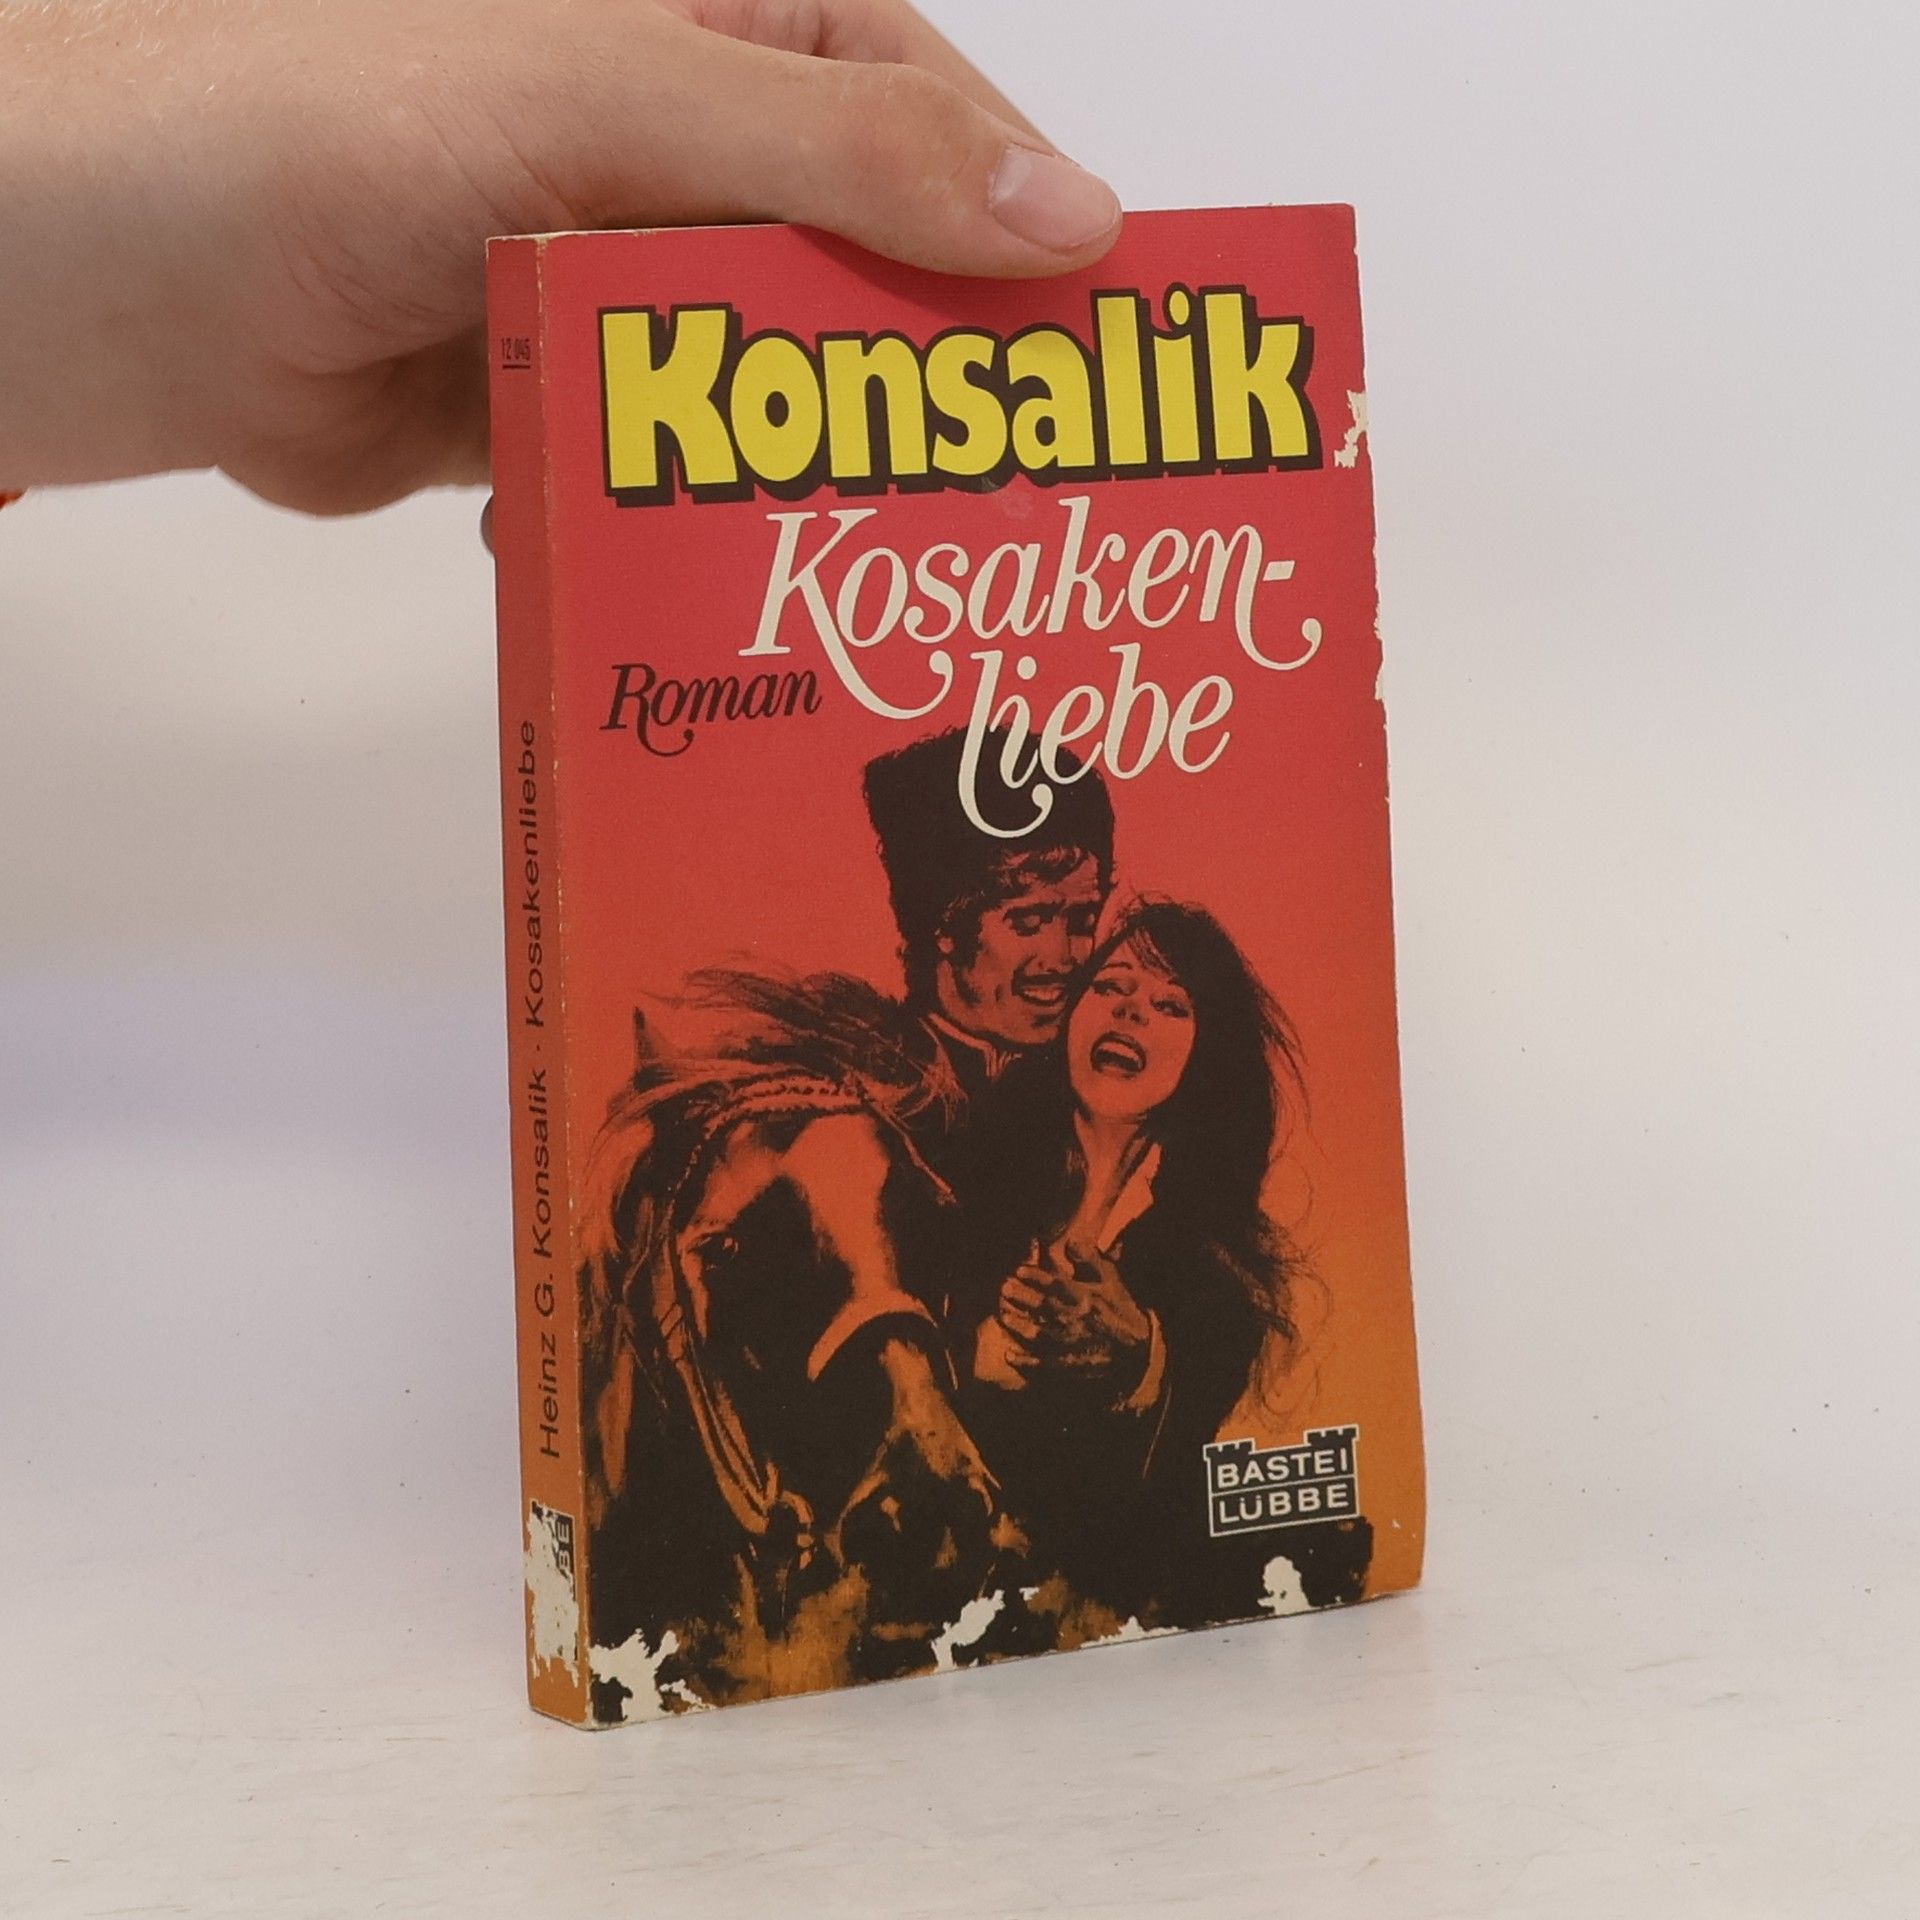 Konsalik
Kosaken-
liebe
Roman
BASTEI
LÜBBE
12 045
Heinz G. Konsalik · Kosakenliebe